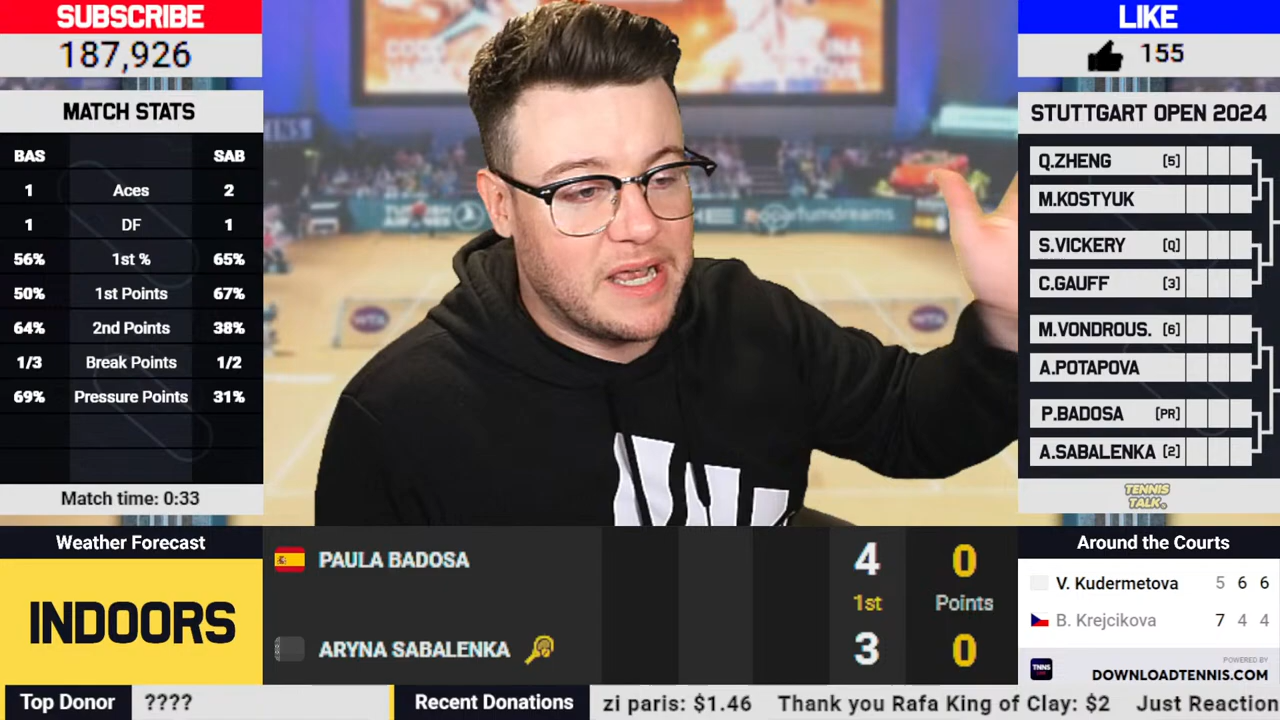 SUBSCRIBE
187,926
MATCH STATS
BAS SAB
1 Aces 2
1 DF 1
56% 1st % 65%
50% 1st Points 67%
64% 2nd Points 38%
1/3 Break Points 1/2
69% Pressure Points 31%
Match time: 0:33
Weather Forecast
INDOORS
LIKE
155
STUTTGART OPEN 2024
Q.ZHENG [5]
M.KOSTYUK
S.VICKERY [Q]
C.GAUFF [3]
M.VONDROUS. [6]
A.POTAPOVA
P.BADOSA [PR]
A.SABALENKA [2]
TENNIS
TALK.
PAULA BADOSA 4 0
1st Points
ARYNA SABALENKA 3 0
Around the Courts
V. Kudermetova 5 6 6
B. Krejcikova 7 4 4
POWERED BY
TNNS
DOWNLOADTENNIS.COM
Top Donor ???? Recent Donations zi paris: $1.46 Thank you Rafa King of Clay: $2 Just Reaction
WTA
WTA